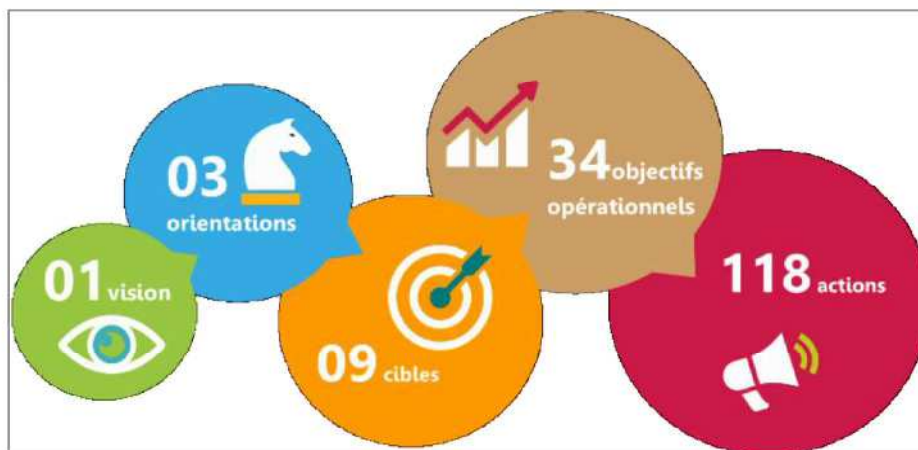 01 vision
03
orientations
09 cibles
34 objectifs
opérationnels
118 actions